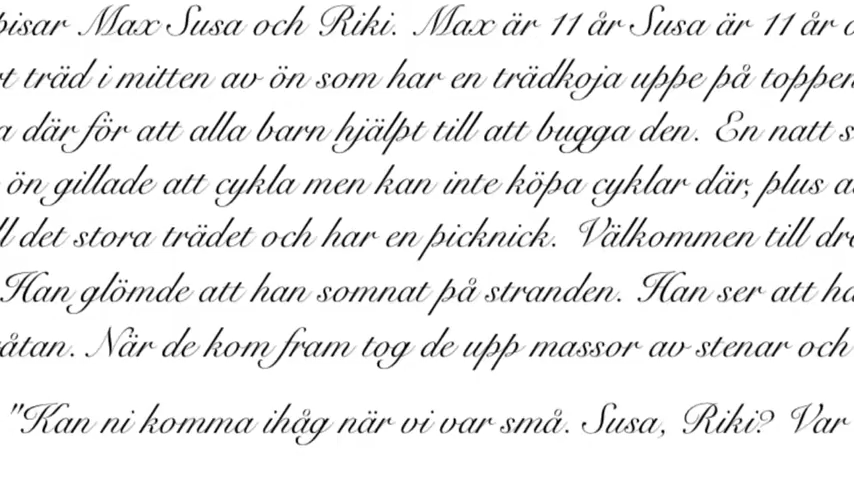 pisar Max Susa och Riki. Max är 11 år Susa är 11 år
träd i mitten av ön som har en trädkoja uppe på toppen
där för att alla barn hjälpt till att bugga den. En natt
ön gillade att cykla men kan inte köpa cyklar där, plus
det stora trädet och har en picknick. Välkommen till
Han glömde att han somnat på stranden. Han ser att
åtan. När de kom fram tog de upp massor av stenar och
"Kan ni komma ihåg när vi var små. Susa, Riki? Var